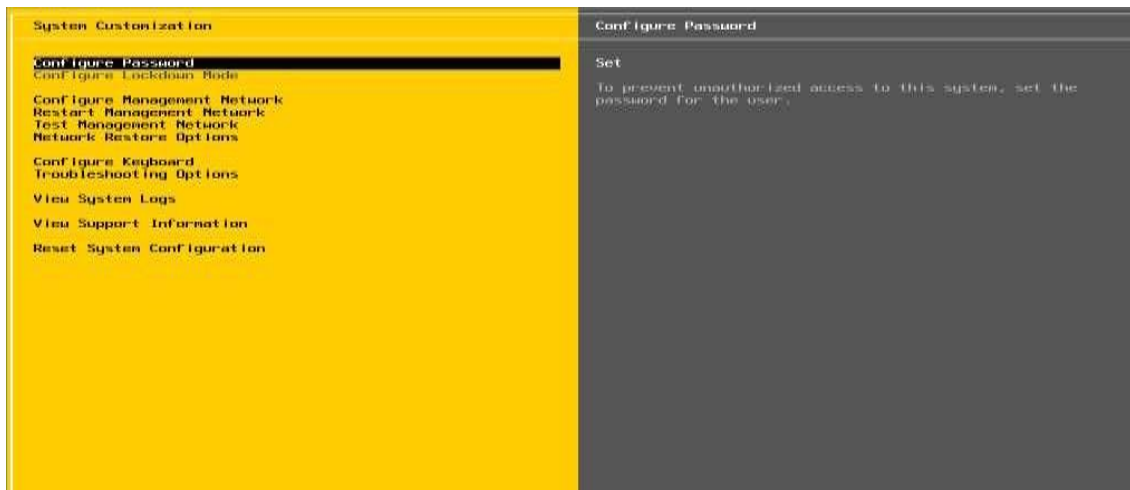 System Customization
Configure Password
Configure Password
Configure Lockdown Mode
Configure Management Network
Restart Management Network
Test Management Network
Network Restore Options
Configure Keyboard
Troubleshooting Options
View System Logs
View Support Information
Reset System Configuration
Set
To prevent unauthorized access to this system, set the
password for the user.